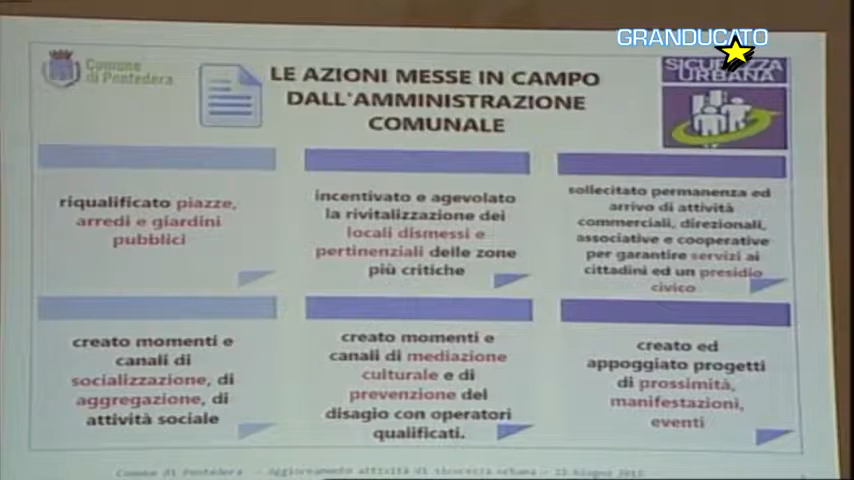 GRANDUCATO
Comune
di Pontedera
LE AZIONI MESSE IN CAMPO
DALL'AMMINISTRAZIONE
COMUNALE
SICUREZZA
URBANA
riqualificato piazze,
arredi e giardini
pubblici
incentivato e agevolato
la rivitalizzazione dei
locali dismessi e
pertinenziali delle zone
più critiche
sollecitato permanenza ed
arrivo di attività
commerciali, direzionali,
associative e cooperative
per garantire servizi ai
cittadini ed un presidio
civico
creato momenti e
canali di
socializzazione, di
aggregazione, di
attività sociale
creato momenti e
canali di mediazione
culturale e di
prevenzione del
disagio con operatori
qualificati.
creato ed
appoggiato progetti
di prossimità,
manifestazioni,
eventi
Comune di Pontedera - Aggiornamento attività di sicurezza urbana -